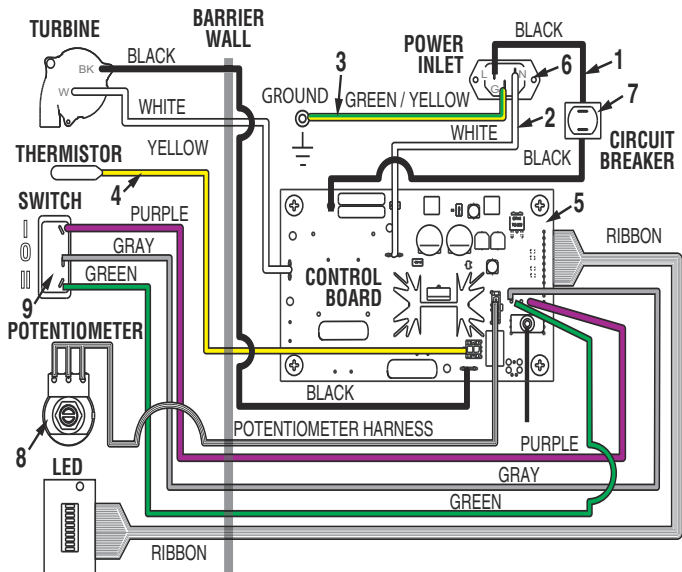 TURBINE
BARRIER
WALL
BLACK
BK
W
WHITE
POWER
INLET
L
N
G
BLACK
1
6
7
3
GROUND
GREEN / YELLOW
2
WHITE
BLACK
CIRCUIT
BREAKER
THERMISTOR
YELLOW
4
SWITCH
I
O
II
9
PURPLE
GRAY
GREEN
5
RIBBON
CONTROL
BOARD
POTENTIOMETER
8
BLACK
POTENTIOMETER HARNESS
PURPLE
LED
GRAY
GREEN
RIBBON